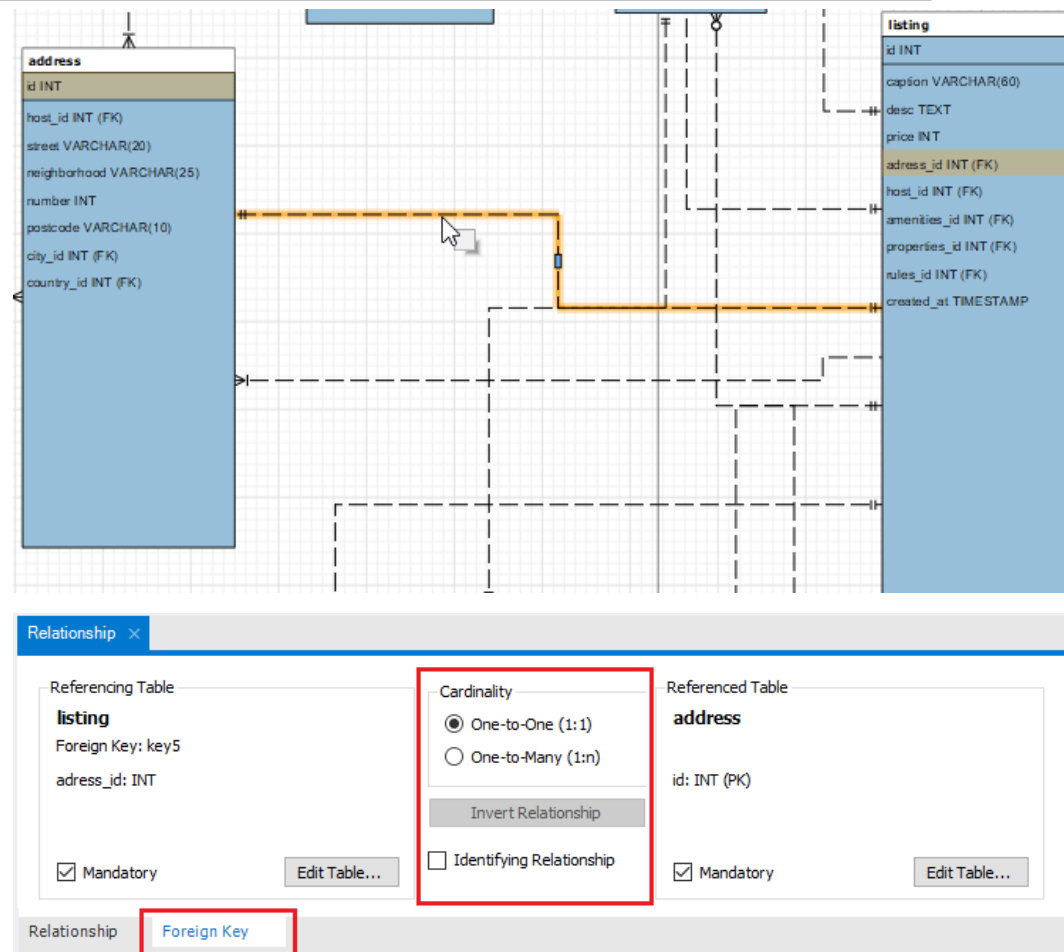 address
id INT
host_id INT (FK)
street VARCHAR(20)
neighborhood VARCHAR(25)
number INT
postcode VARCHAR(10)
city_id INT (FK)
country_id INT (FK)
listing
id INT
caption VARCHAR(60)
desc TEXT
price INT
adress_id INT (FK)
host_id INT (FK)
amenities_id INT (FK)
properties_id INT (FK)
rules_id INT (FK)
created_at TIMESTAMP
Relationship ×
Referencing Table
listing
Foreign Key: key5
adress_id: INT
Mandatory
Edit Table...
Cardinality
One-to-One (1:1)
One-to-Many (1:n)
Invert Relationship
Identifying Relationship
Referenced Table
address
id: INT (PK)
Mandatory
Edit Table...
Relationship
Foreign Key